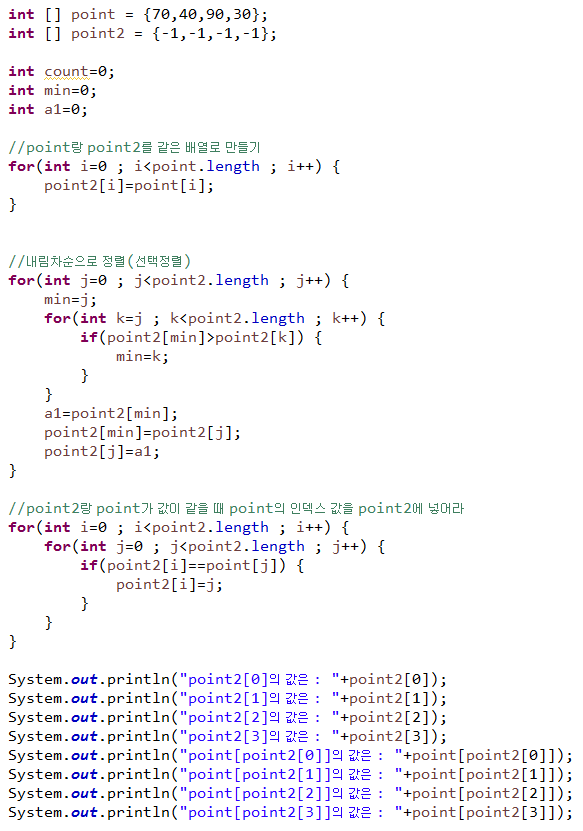 int [] point = {70,40,90,30};
int [] point2 = {-1,-1,-1,-1};
int count=0;
int min=0;
int a1=0;
//point랑 point2를 같은 배열로 만들기
for(int i=0 ; i<point.length ; i++) {
point2[i]=point[i];
}
//내림차순으로 정렬(선택정렬)
for(int j=0 ; j<point2.length ; j++) {
min=j;
for(int k=j ; k<point2.length ; k++) {
if(point2[min]>point2[k]) {
min=k;
}
}
a1=point2[min];
point2[min]=point2[j];
point2[j]=a1;
}
//point2랑 point가 값이 같을 때 point의 인덱스 값을 point2에 넣어라
for(int i=0 ; i<point2.length ; i++) {
for(int j=0 ; j<point2.length ; j++) {
if(point2[i]==point[j]) {
point2[i]=j;
}
}
}
System.out.println("point2[0]의 값은 : "+point2[0]);
System.out.println("point2[1]의 값은 : "+point2[1]);
System.out.println("point2[2]의 값은 : "+point2[2]);
System.out.println("point2[3]의 값은 : "+point2[3]);
System.out.println("point[point2[0]]의 값은 : "+point[point2[0]]);
System.out.println("point[point2[1]]의 값은 : "+point[point2[1]]);
System.out.println("point[point2[2]]의 값은 : "+point[point2[2]]);
System.out.println("point[point2[3]]의 값은 : "+point[point2[3]]);